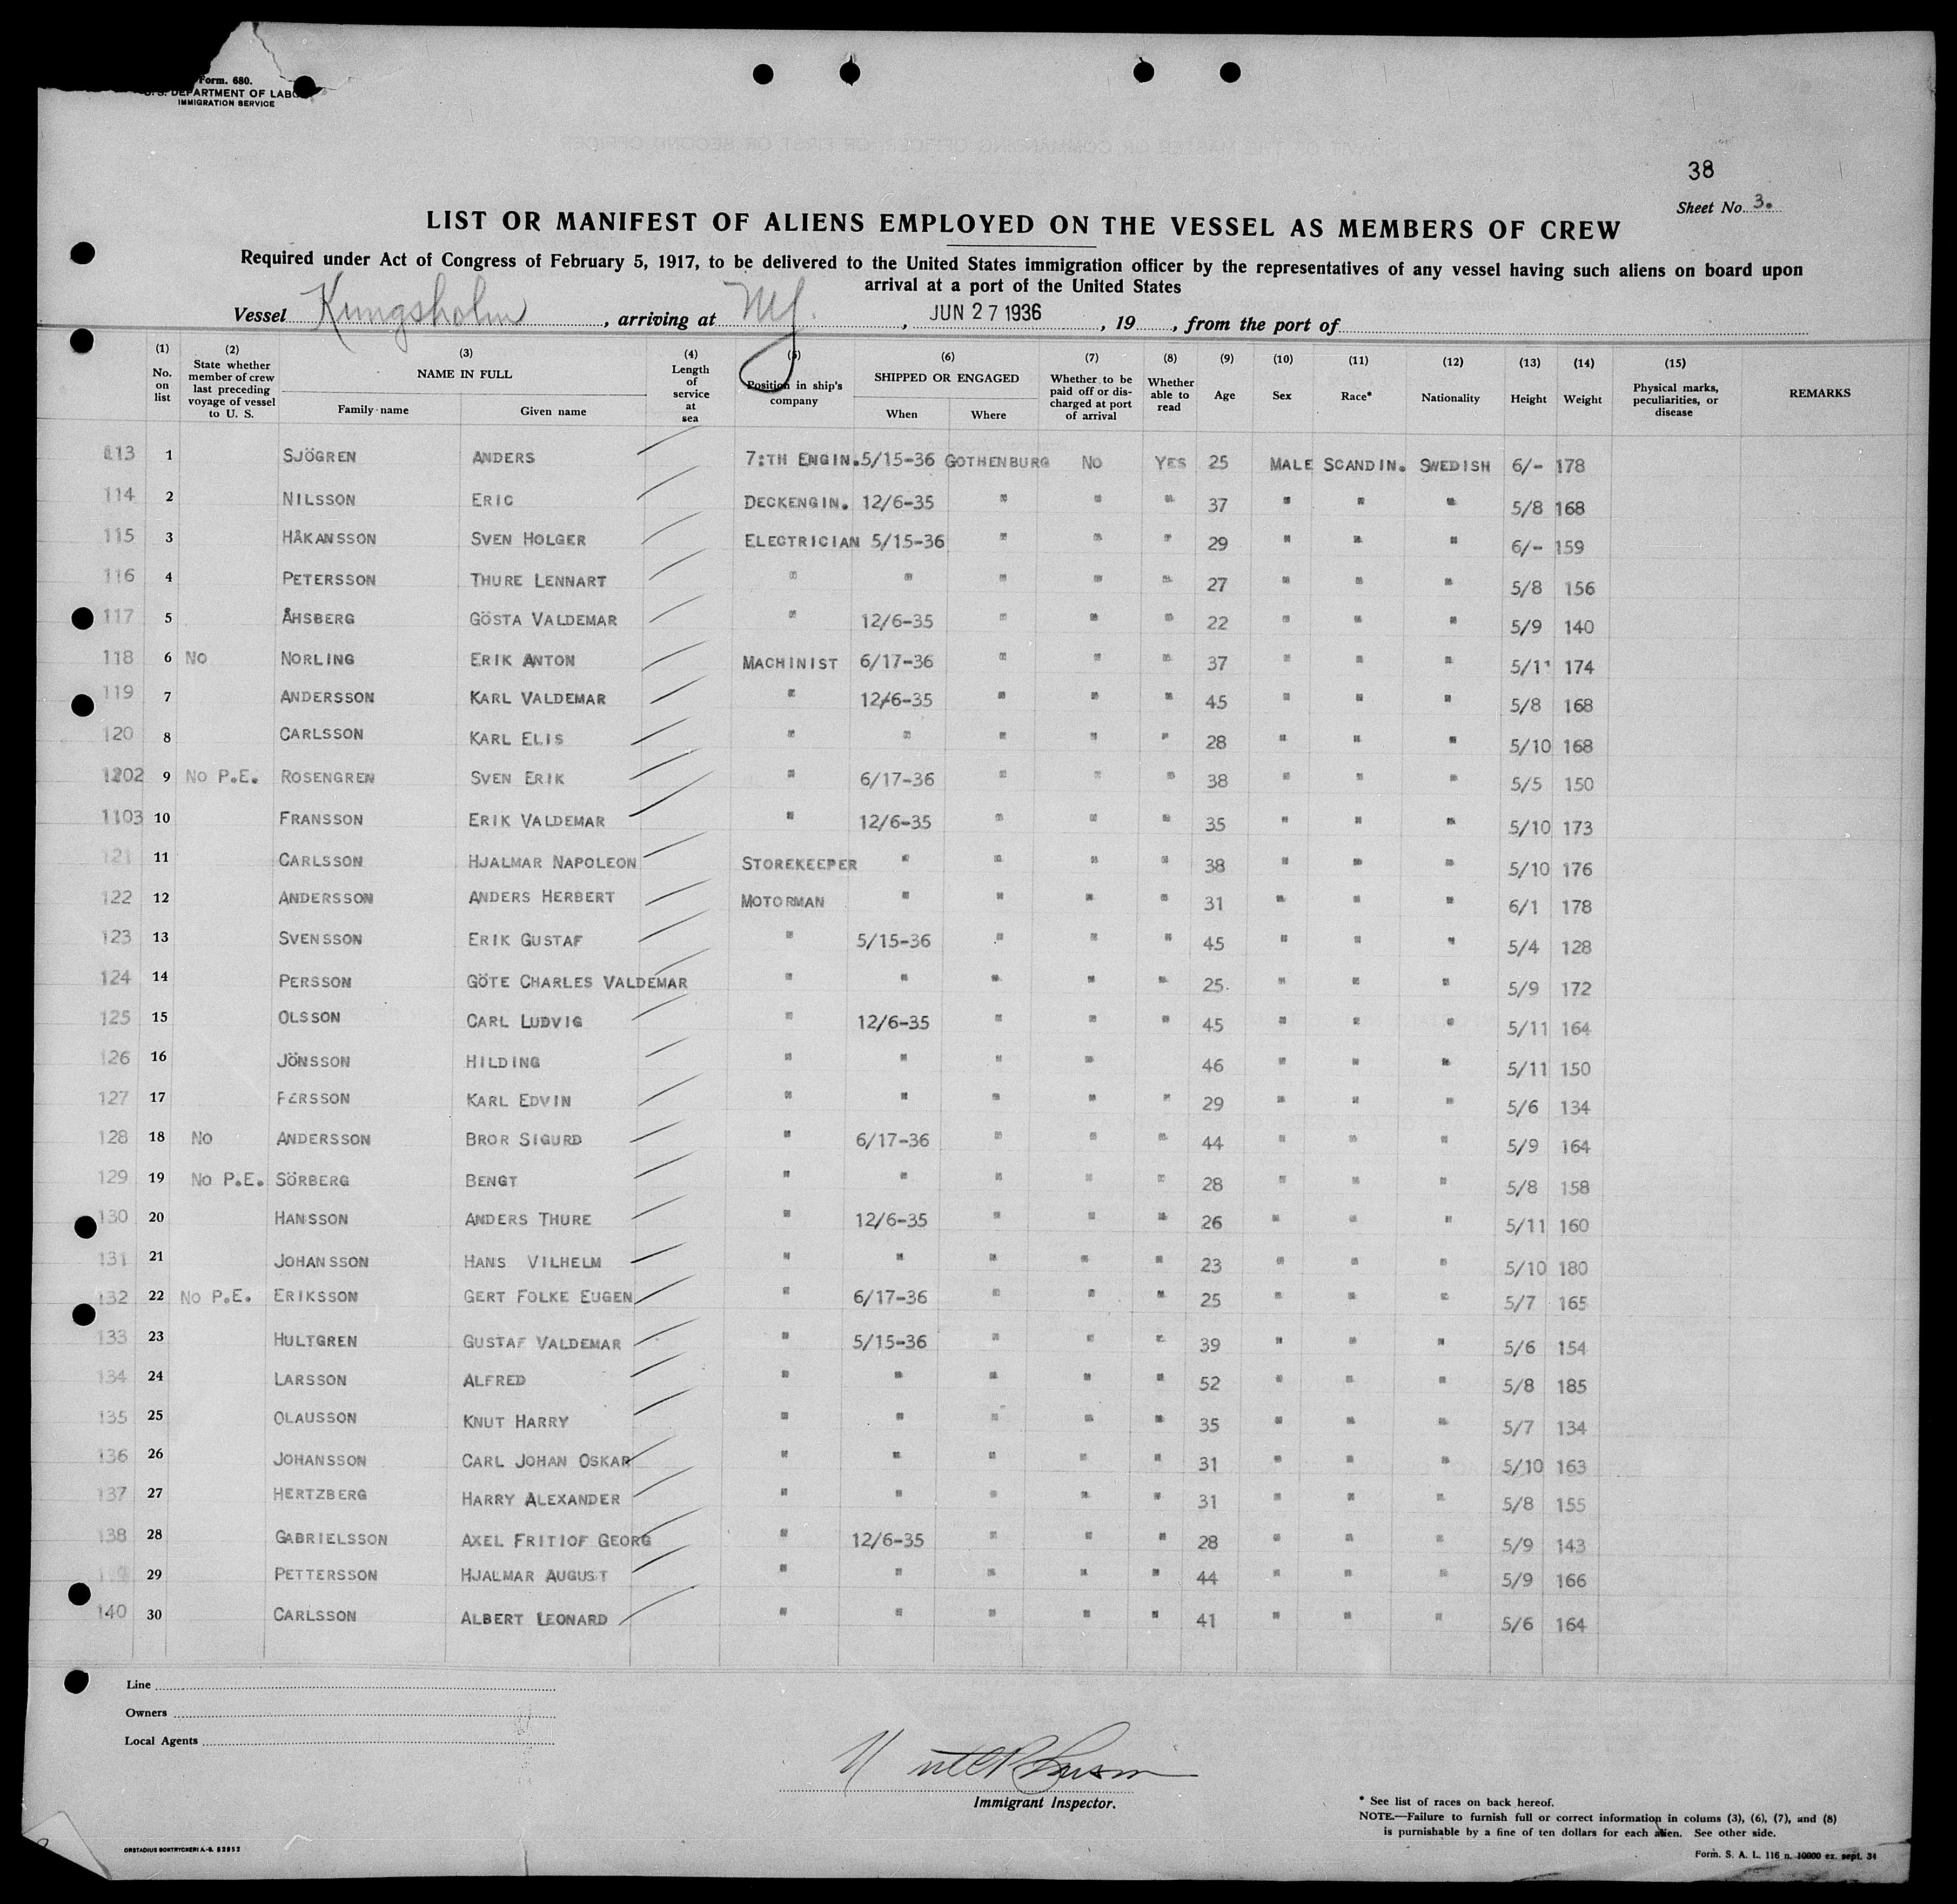 Form. 680.
U. S. DEPARTMENT OF LABO
IMMIGRATION SERVICE
38
Sheet No. 3.
LIST OR MANIFEST OF ALIENS EMPLOYED ON THE VESSEL AS MEMBERS OF CREW
Required under Act of Congress of February 5, 1917, to be delivered to the United States immigration officer by the representatives of any vessel having such aliens on board upon
arrival at a port of the United States
Vessel Kungsholm, arriving at NY., JUN 27 1936, 19, from the port of
(1) No. on list (2) State whether member of crew last preceding voyage of vessel to U. S. (3) NAME IN FULL Family name Given name (4) Length of service at sea (5) Position in ship's company (6) SHIPPED OR ENGAGED When Where (7) Whether to be paid off or discharged at port of arrival (8) Whether able to read (9) Age (10) Sex (11) Race* (12) Nationality (13) Height (14) Weight (15) Physical marks, peculiarities, or disease REMARKS
113 1 SJÖGREN ANDERS 7:TH ENGIN. 5/15-36 GOTHENBURG NO YES 25 MALE SCANDIN. SWEDISH 6/- 178
114 2 NILSSON ERIC DECKENGIN. 12/6-35 " " " 37 " " " 5/8 168
115 3 HÅKANSSON SVEN HOLGER ELECTRICIAN 5/15-36 " " " 29 " " " 6/- 159
116 4 PETERSSON THURE LENNART " " " " " 27 " " " 5/8 156
117 5 ÅHSBERG GÖSTA VALDEMAR " 12/6-35 " " " 22 " " " 5/9 140
118 6 NO NORLING ERIK ANTON MACHINIST 6/17-36 " " " 37 " " " 5/11 174
119 7 ANDERSSON KARL VALDEMAR " 12/6-35 " " " 45 " " " 5/8 168
120 8 CARLSSON KARL ELIS " " " " " 28 " " " 5/10 168
1202 9 NO P.E. ROSENGREN SVEN ERIK " 6/17-36 " " " 38 " " " 5/5 150
1103 10 FRANSSON ERIK VALDEMAR " 12/6-35 " " " 35 " " " 5/10 173
121 11 CARLSSON HJALMAR NAPOLEON STOREKEEPER " " " " 38 " " " 5/10 176
122 12 ANDERSSON ANDERS HERBERT MOTORMAN " " " " 31 " " " 6/1 178
123 13 SVENSSON ERIK GUSTAF " 5/15-36 " " " 45 " " " 5/4 128
124 14 PERSSON GÖTE CHARLES VALDEMAR " " " " " 25 " " " 5/9 172
125 15 OLSSON CARL LUDVIG " 12/6-35 " " " 45 " " " 5/11 164
126 16 JÖNSSON HILDING " " " " 46 " " " 5/11 150
127 17 PERSSON KARL EDVIN " " " " " 29 " " " 5/6 134
128 18 NO ANDERSSON BROR SIGURD " 6/17-36 " " " 44 " " " 5/9 164
129 19 NO P.E. SÖRBERG BENGT " " " " " 28 " " " 5/8 158
130 20 HANSSON ANDERS THURE " 12/6-35 " " " 26 " " " 5/11 160
131 21 JOHANSSON HANS VILHELM " " " " " 23 " " " 5/10 180
132 22 NO P.E. ERIKSSON GERT FOLKE EUGEN " 6/17-36 " " " 25 " " " 5/7 165
133 23 HULTGREN GUSTAF VALDEMAR " 5/15-36 " " " 39 " " " 5/6 154
134 24 LARSSON ALFRED " " " " " 52 " " " 5/8 185
135 25 OLAUSSON KNUT HARRY " " " " " 35 " " " 5/7 134
136 26 JOHANSSON CARL JOHAN OSKAR " " " " " 31 " " " 5/10 163
137 27 HERTZBERG HARRY ALEXANDER " " " " " 31 " " " 5/8 155
138 28 GABRIELSSON AXEL FRITIOF GEORG " 12/6-35 " " " 28 " " " 5/9 143
29 PETTERSSON HJALMAR AUGUST " " " " " 44 " " " 5/9 166
140 30 CARLSSON ALBERT LEONARD " " " " " 41 " " " 5/6 164
Line
Owners
Local Agents
Immigrant Inspector.
* See list of races on back hereof.
NOTE.—Failure to furnish full or correct information in colums (3), (6), (7), and (8)
is purnishable by a fine of ten dollars for each alien. See other side.
ORSTADIUS BOKTRYCKERI A.-B. 52952
Form. S. A. L. 116 n. 10000 ex. sept. 34